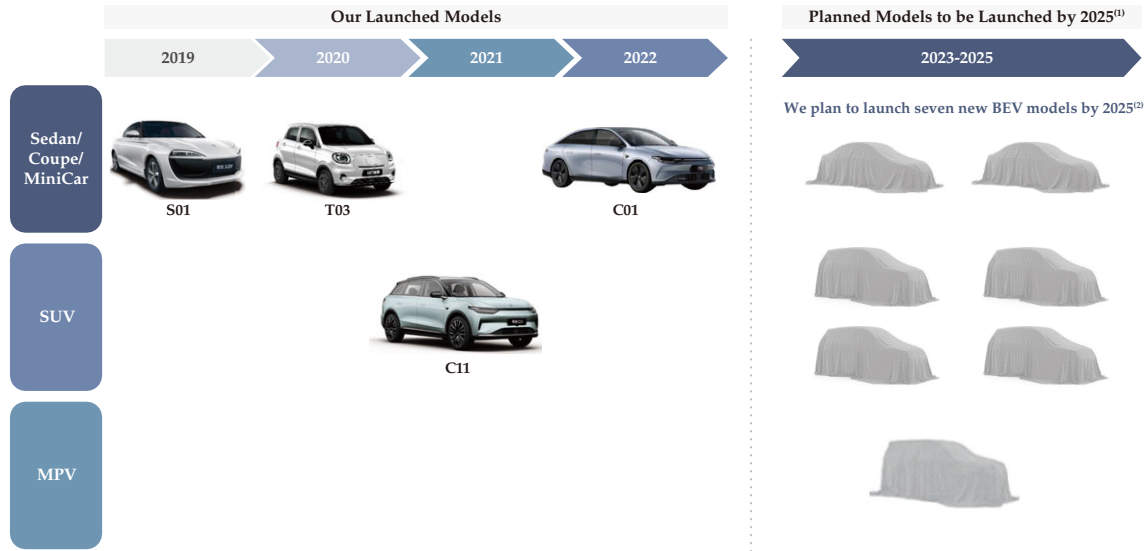 Our Launched Models
Planned Models to be Launched by 2025(1)
2019
2020
2021
2022
2023-2025
We plan to launch seven new BEV models by 2025(2)
Sedan/
Coupe/
MiniCar
S01
T03
C01
SUV
C11
MPV